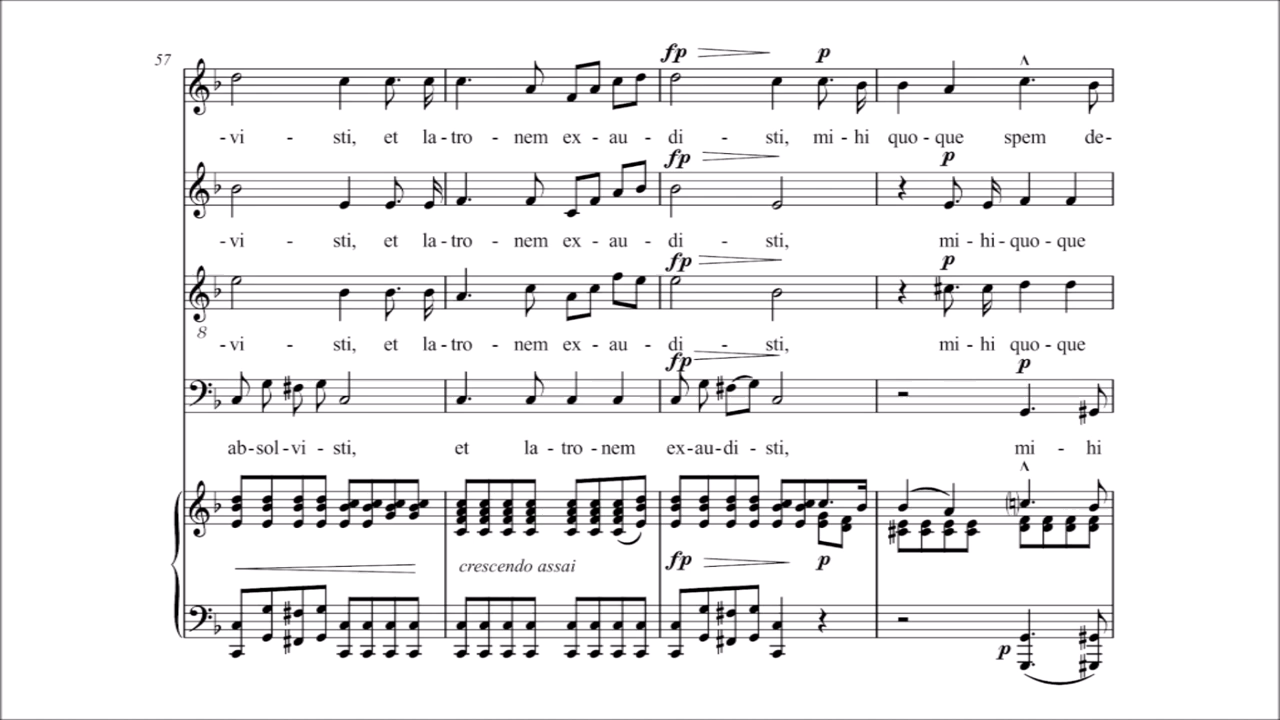 57
fp p
-vi - sti, et la-tro - nem ex - au - di - sti, mi - hi quo - que spem de-
fp p
-vi - sti, et la-tro - nem ex - au - di - sti, mi - hi-quo - que
fp p
8
-vi - sti, et la-tro - nem ex - au - di - sti, mi - hi quo - que
fp p
ab-sol-vi - sti, et la - tro - nem ex-au-di - sti, mi - hi
crescendo assai fp p
p